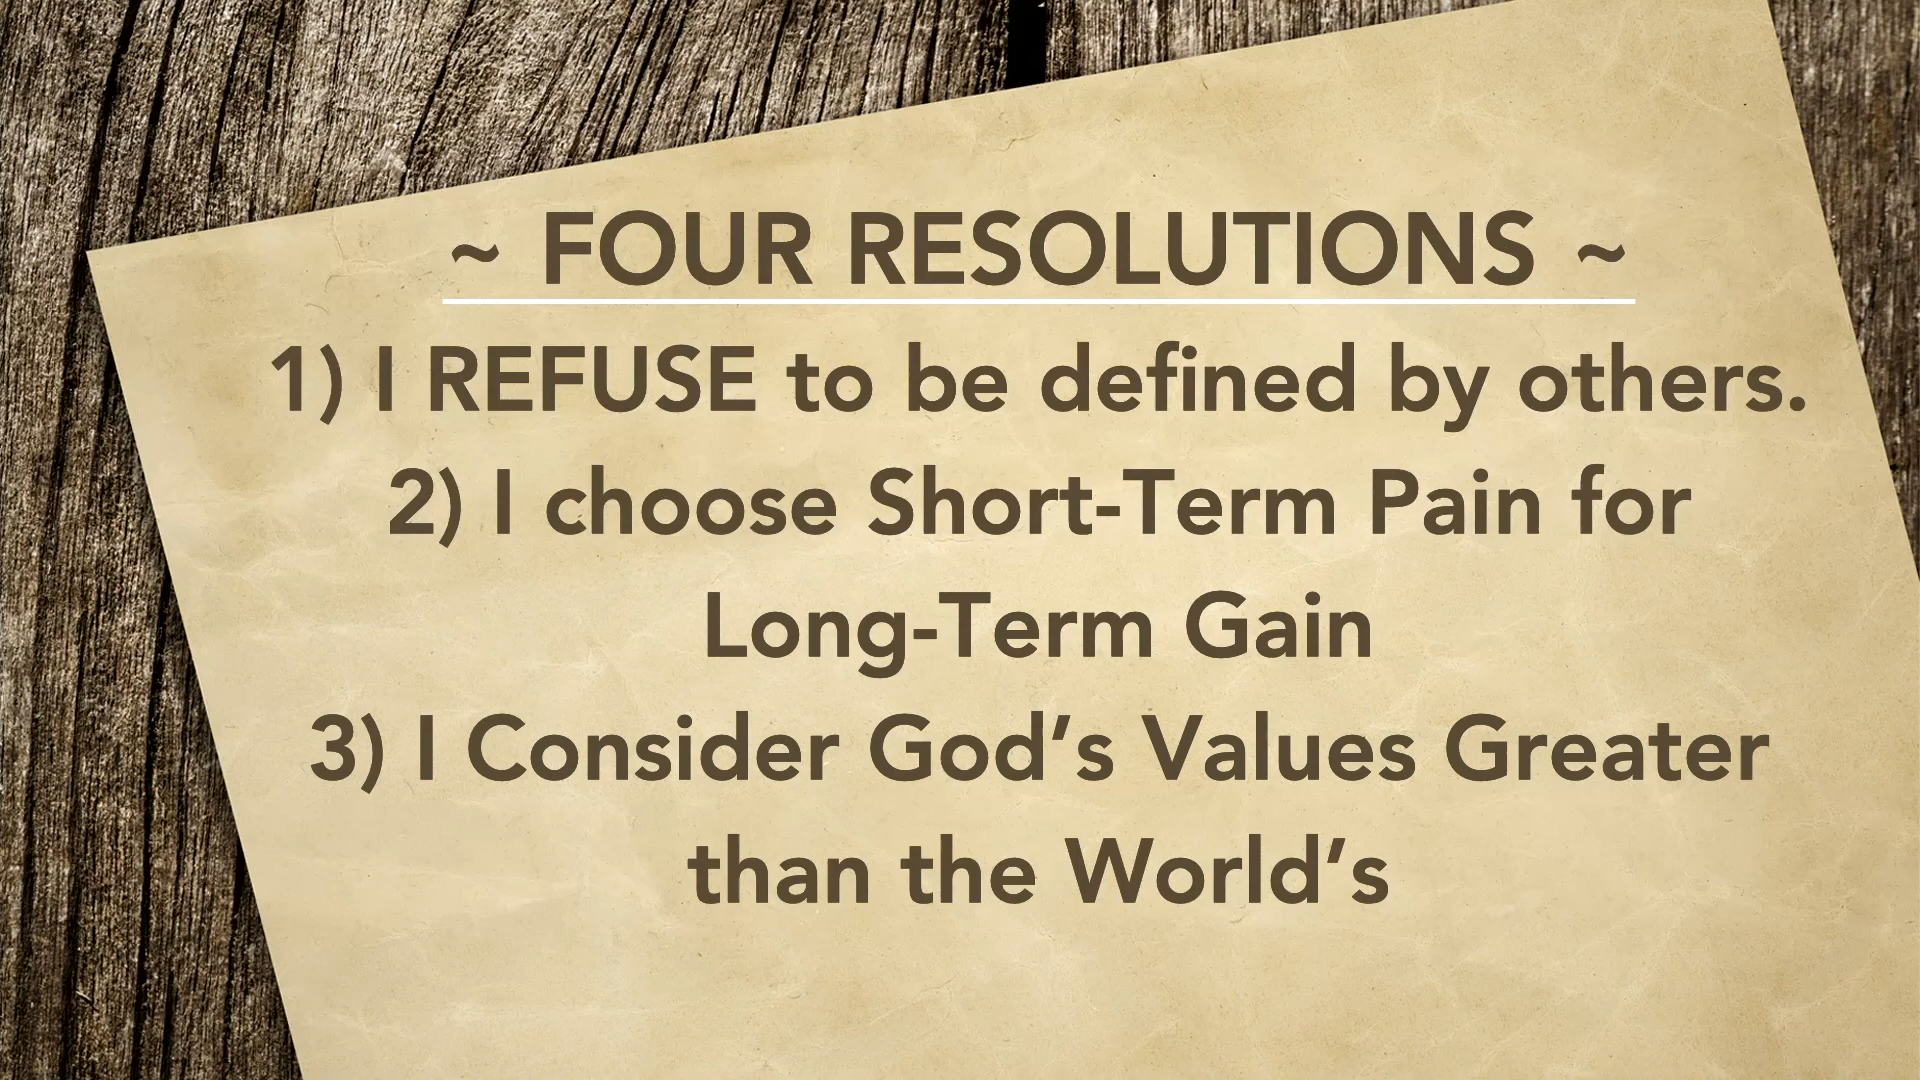 ~ FOUR RESOLUTIONS ~
1) I REFUSE to be defined by others.
2) I choose Short-Term Pain for
Long-Term Gain
3) I Consider God’s Values Greater
than the World’s